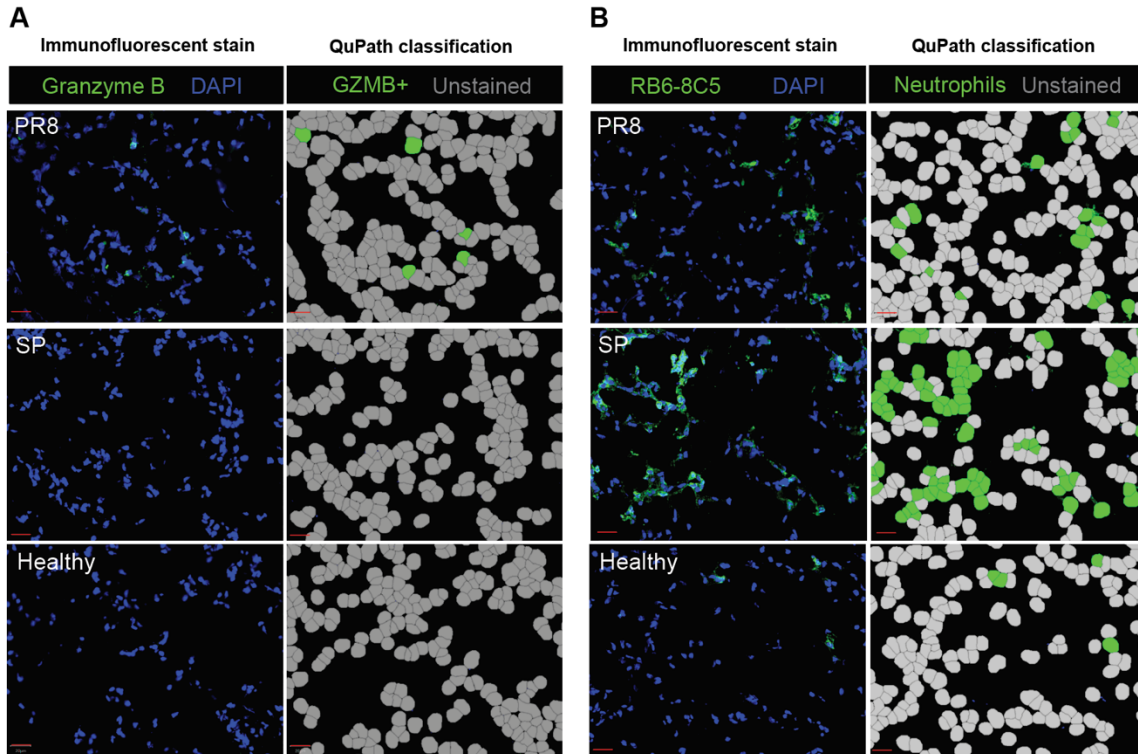 A
Immunofluorescent stain
QuPath classification
Granzyme B DAPI
GZMB+ Unstained
PR8
SP
Healthy
B
Immunofluorescent stain
QuPath classification
RB6-8C5 DAPI
Neutrophils Unstained
PR8
SP
Healthy